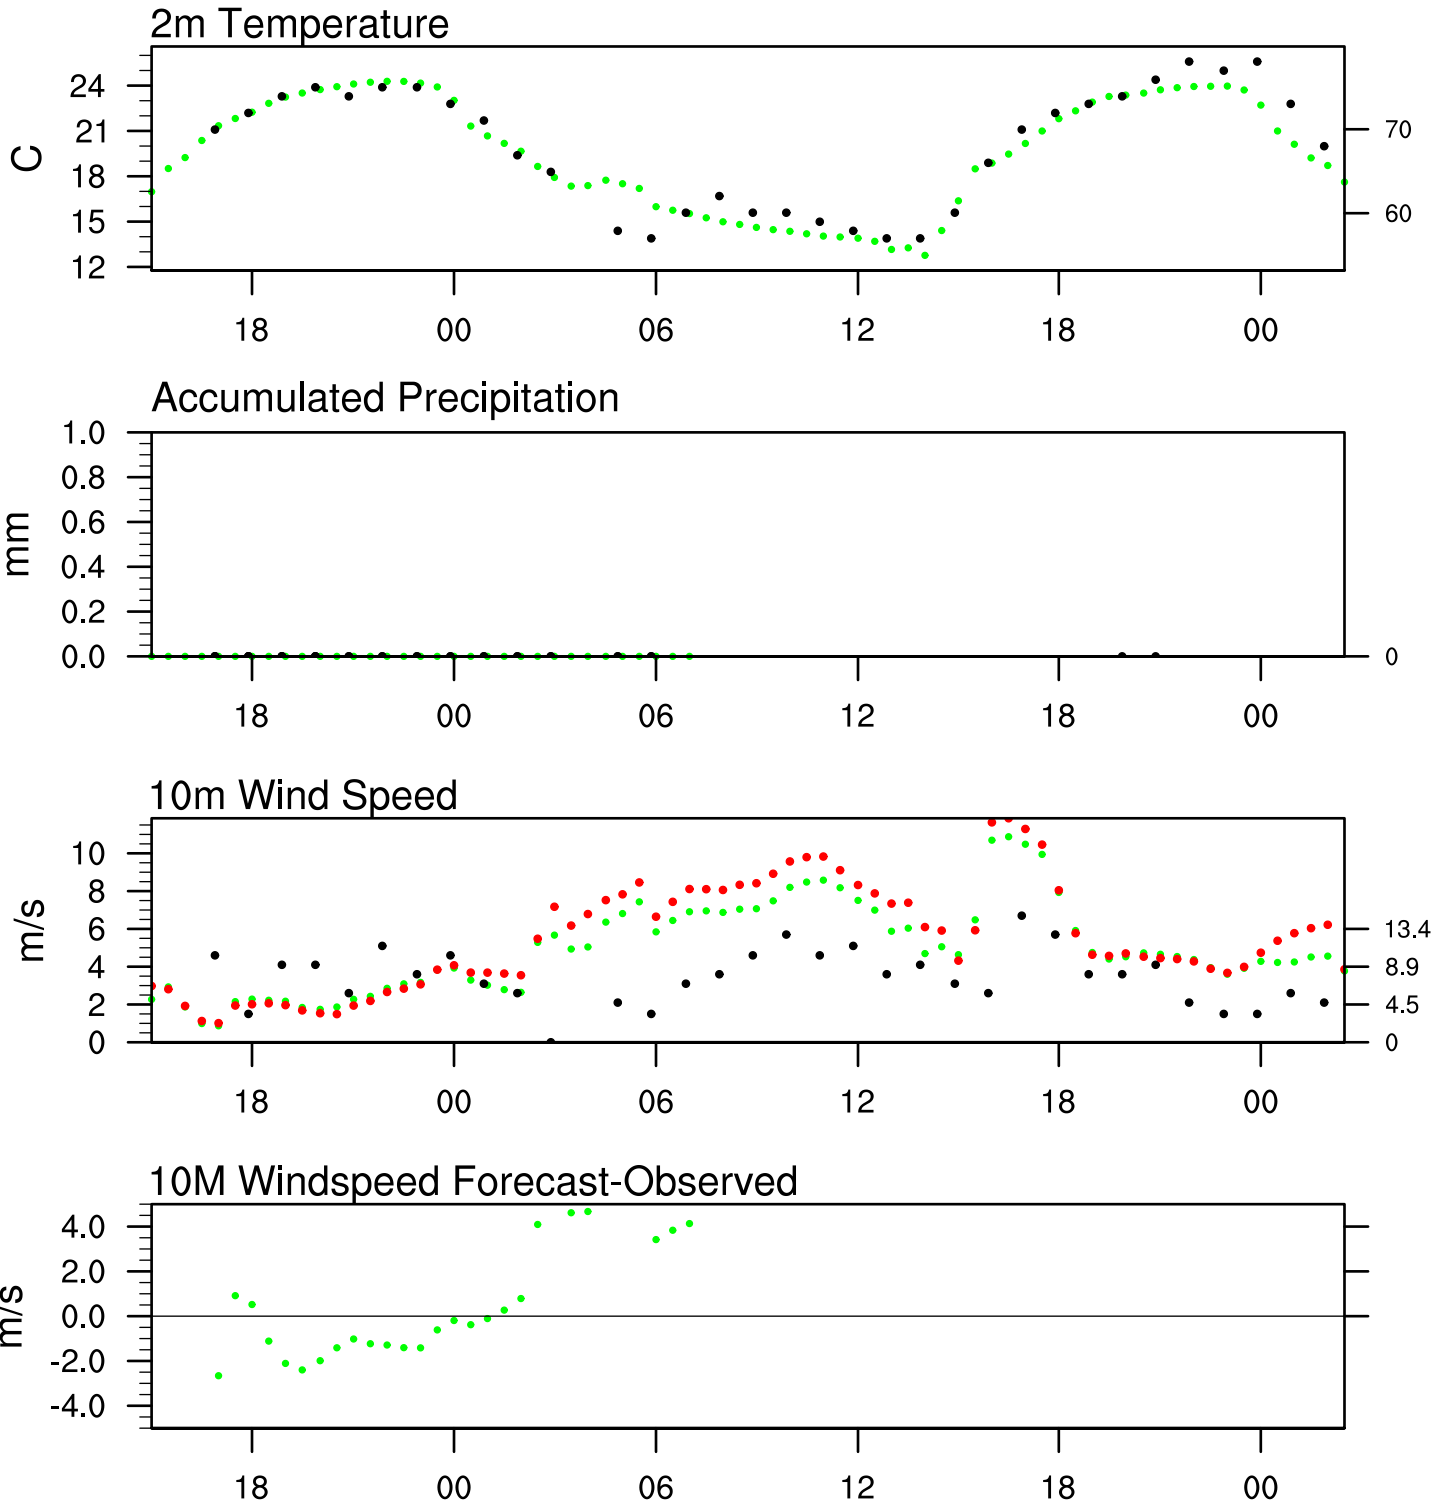 2m Temperature
C
24
21
18
15
12
70
60
18 00 06 12 18 00
Accumulated Precipitation
mm
1.0
0.8
0.6
0.4
0.2
0.0
0
18 00 06 12 18 00
10m Wind Speed
m/s
10
8
6
4
2
0
13.4
8.9
4.5
0
18 00 06 12 18 00
10M Windspeed Forecast-Observed
m/s
4.0
2.0
0.0
-2.0
-4.0
18 00 06 12 18 00